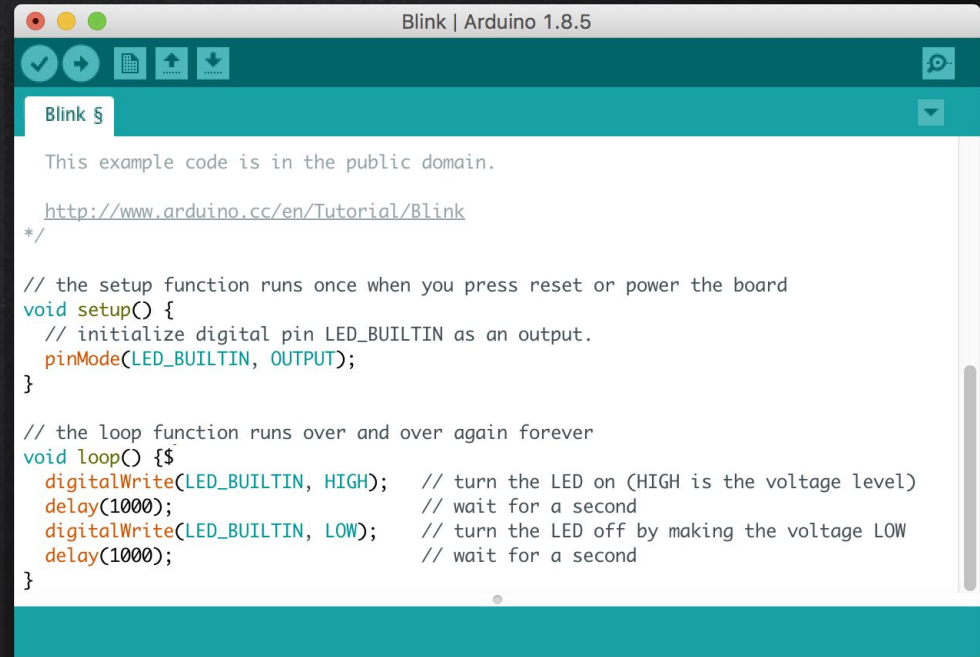 Blink | Arduino 1.8.5
Blink §
This example code is in the public domain.
http://www.arduino.cc/en/Tutorial/Blink
*/
// the setup function runs once when you press reset or power the board
void setup() {
  // initialize digital pin LED_BUILTIN as an output.
  pinMode(LED_BUILTIN, OUTPUT);
}
// the loop function runs over and over again forever
void loop() {$
  digitalWrite(LED_BUILTIN, HIGH);   // turn the LED on (HIGH is the voltage level)
  delay(1000);                       // wait for a second
  digitalWrite(LED_BUILTIN, LOW);    // turn the LED off by making the voltage LOW
  delay(1000);                       // wait for a second
}